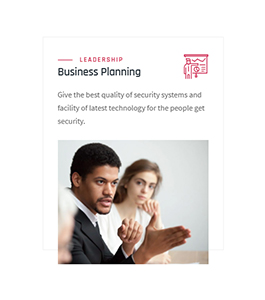 LEADERSHIP
Business Planning
Give the best quality of security systems and
facility of latest technology for the people get
security.